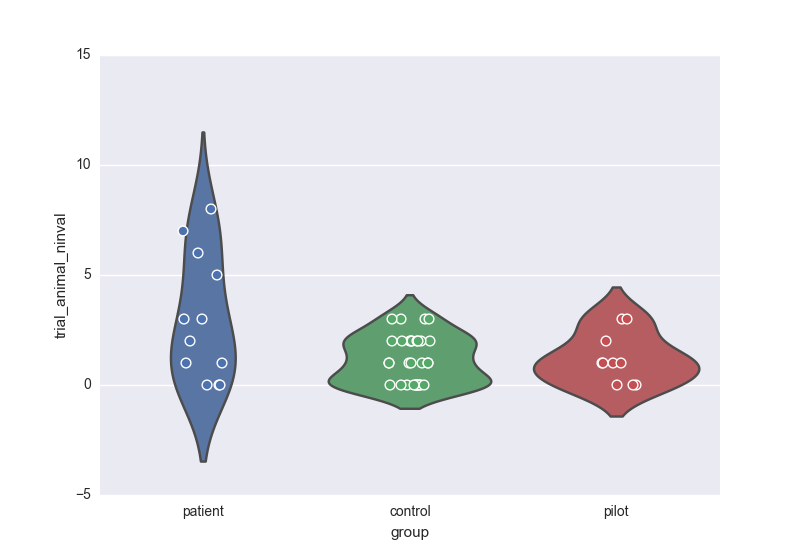 15
10
5
0
−5
trial_animal_ninval
patient
control
pilot
group